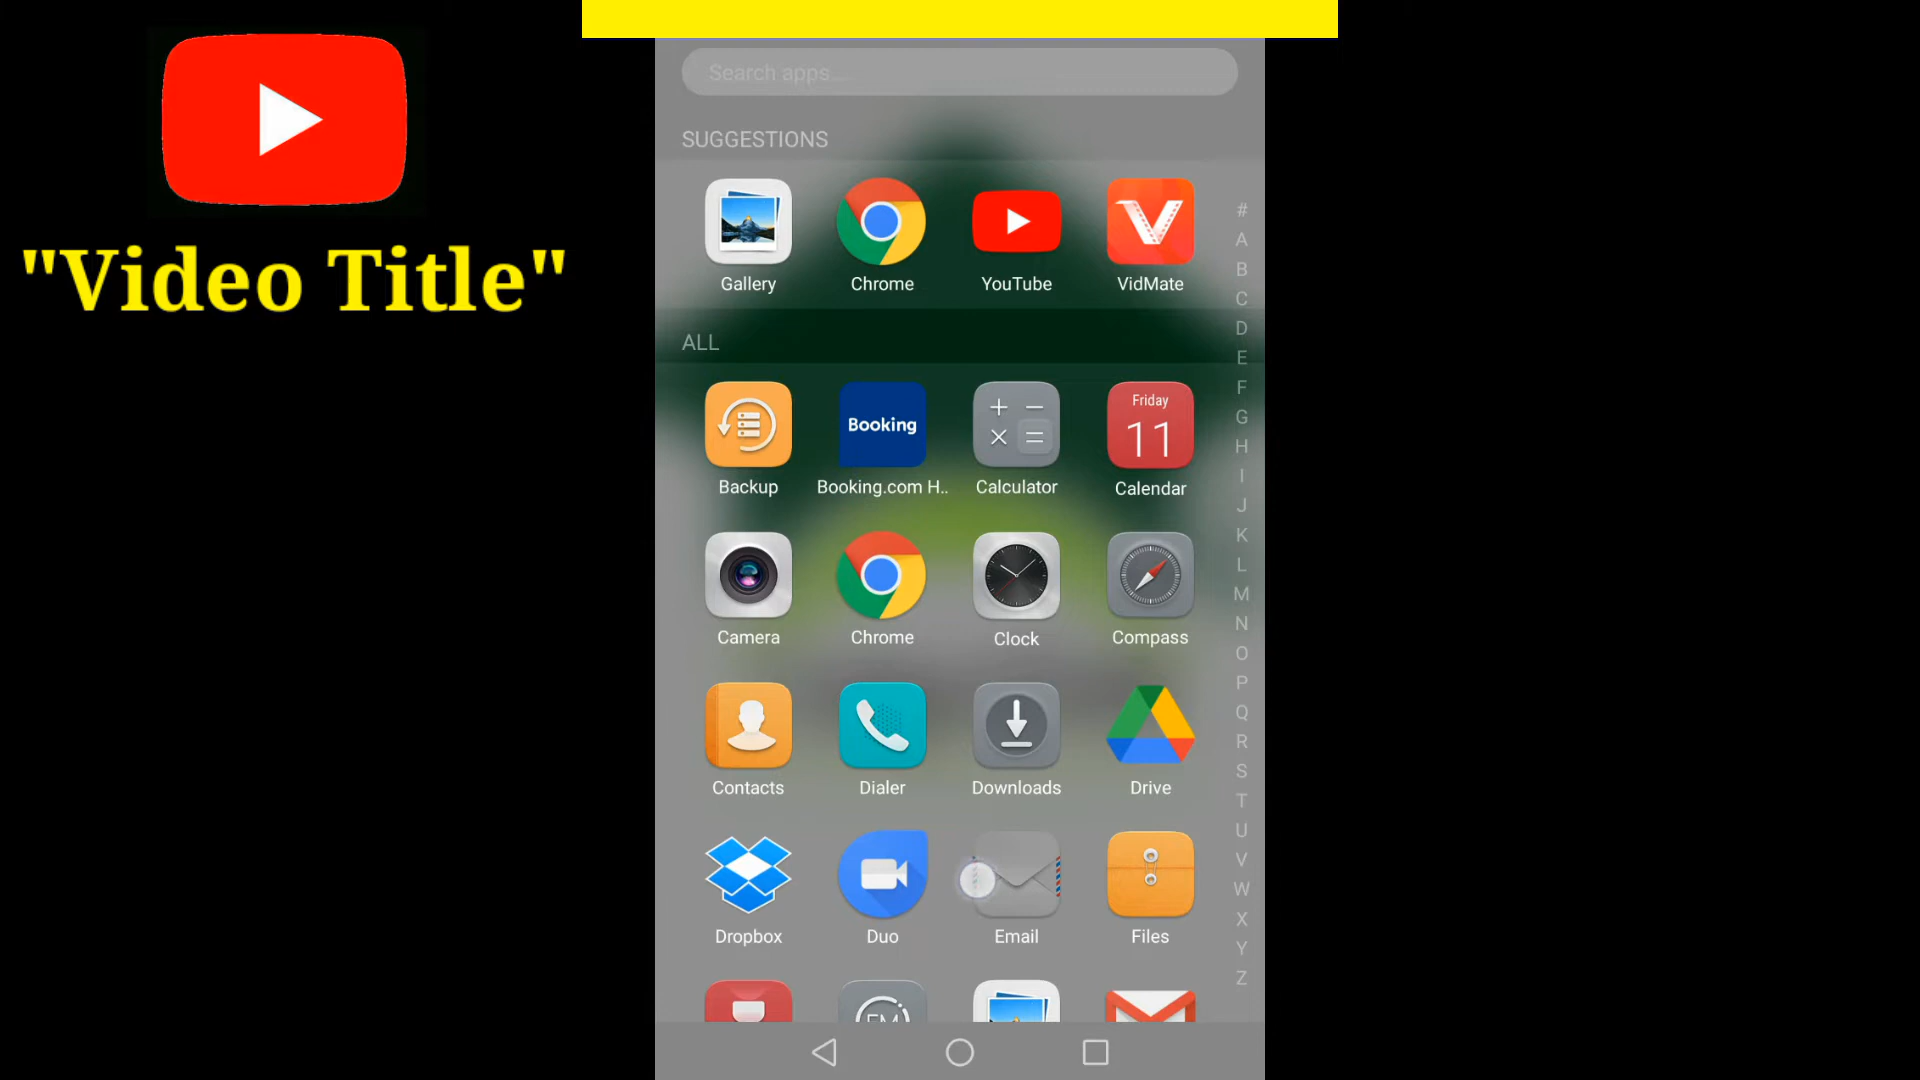 "Video Title"
Search apps...
SUGGESTIONS
Gallery Chrome YouTube VidMate
ALL
Booking
Friday
11
Backup Booking.com H.. Calculator Calendar
Camera Chrome Clock Compass
Contacts Dialer Downloads Drive
Dropbox Duo Email Files
FM
#
A
B
C
D
E
F
G
H
I
J
K
L
M
N
O
P
Q
R
S
T
U
V
W
X
Y
Z